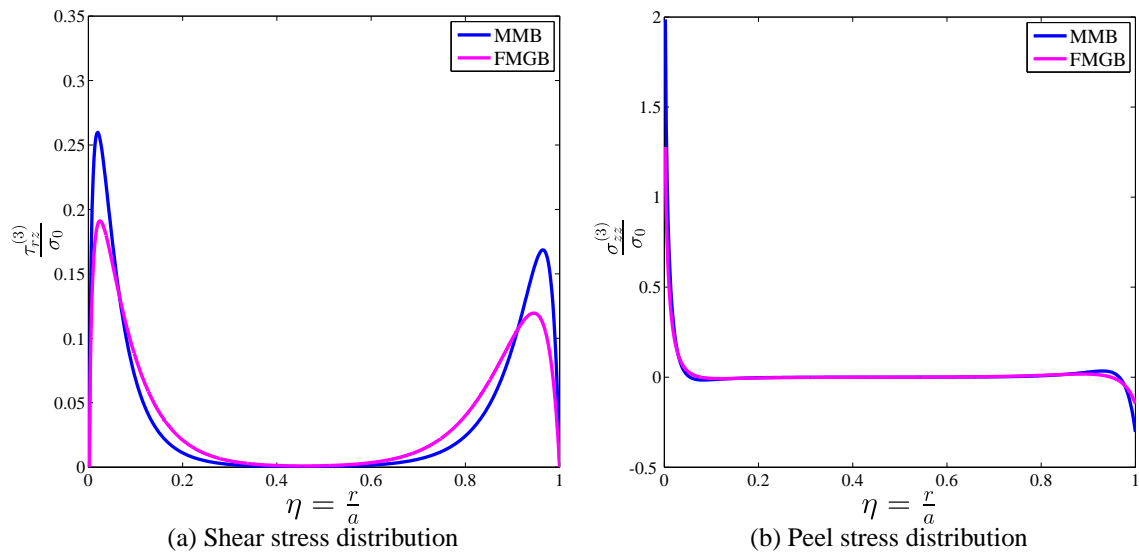 0.35
0.3
0.25
0.2
0.15
0.1
0.05
0
τ_{rz}^{(3)}/σ_0
MMB
FMGB
0 0.2 0.4 0.6 0.8 1
η = r/a
(a) Shear stress distribution
2
1.5
1
0.5
0
-0.5
σ_{zz}^{(3)}/σ_0
MMB
FMGB
0 0.2 0.4 0.6 0.8 1
η = r/a
(b) Peel stress distribution